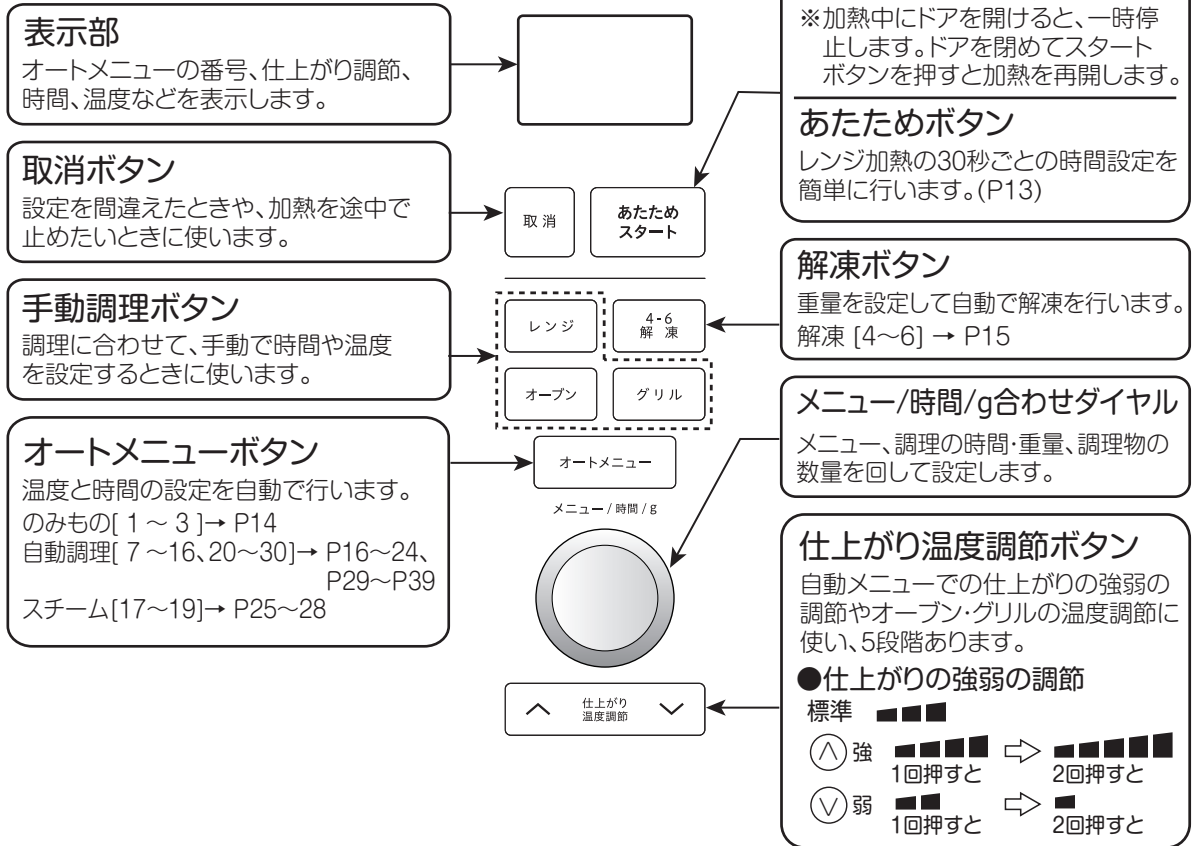 表示部
オートメニューの番号、仕上がり調節、
時間、温度などを表示します。
取消ボタン
設定を間違えたときや、加熱を途中で
止めたいときに使います。
手動調理ボタン
調理に合わせて、手動で時間や温度
を設定するときに使います。
オートメニューボタン
温度と時間の設定を自動で行います。
のみもの[ 1 ～ 3 ]→ P14
自動調理[ 7 ～16、20～30]→ P16～24、
P29～P39
スチーム[17～19]→ P25～28
取消
あたため
スタート
レンジ
4-6
解 凍
オーブン
グリル
オートメニュー
メニュー / 時間 / g
仕上がり
温度調節
※加熱中にドアを開けると、一時停
止します。ドアを閉めてスタート
ボタンを押すと加熱を再開します。
あたためボタン
レンジ加熱の30秒ごとの時間設定を
簡単に行います。(P13)
解凍ボタン
重量を設定して自動で解凍を行います。
解凍 [4～6] → P15
メニュー/時間/g合わせダイヤル
メニュー、調理の時間・重量、調理物の
数量を回して設定します。
仕上がり温度調節ボタン
自動メニューでの仕上がりの強弱の
調節やオーブン・グリルの温度調節に
使い、5段階あります。
●仕上がりの強弱の調節
標準
強
1回押すと 2回押すと
弱
1回押すと 2回押すと